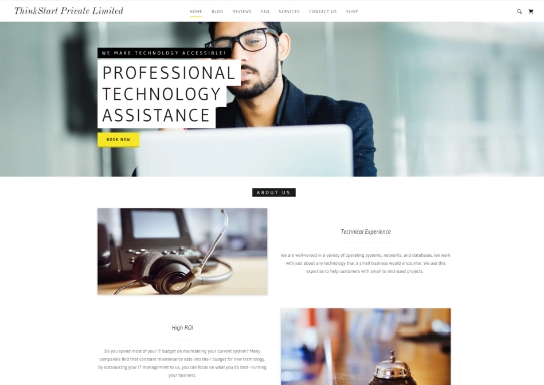 ThinkStart Private Limited
HOME BLOG REVIEWS FAQ SERVICES CONTACT US SHOP
WE MAKE TECHNOLOGY ACCESSIBLE!
PROFESSIONAL
TECHNOLOGY
ASSISTANCE
BOOK NOW
ABOUT US
Technical Experience
We are well-versed in a variety of operating systems, networks, and databases. We work
with just about any technology that a small business would encounter. We use this
expertise to help customers with small to mid-sized projects.
High ROI
Do you spend most of your IT budget on maintaining your current system? Many
companies find that constant maintenance eats into their budget for new technology.
By outsourcing your IT management to us, you can focus on what you do best--running
your business.